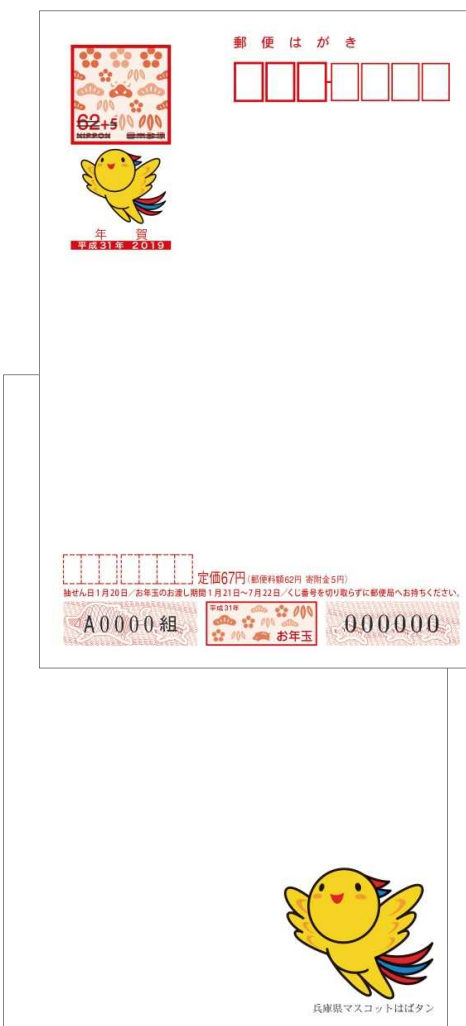 郵便はがき
62+5
NIPPON 日本郵便
年賀
平成31年 2019
定価67円(郵便料額62円 寄附金5円)
抽せん日1月20日/お年玉のお渡し期間1月21日~7月22日/くじ番号を切り取らずに郵便局へお持ちください。
A0000組
平成31年
お年玉
000000
兵庫県マスコットはばタン